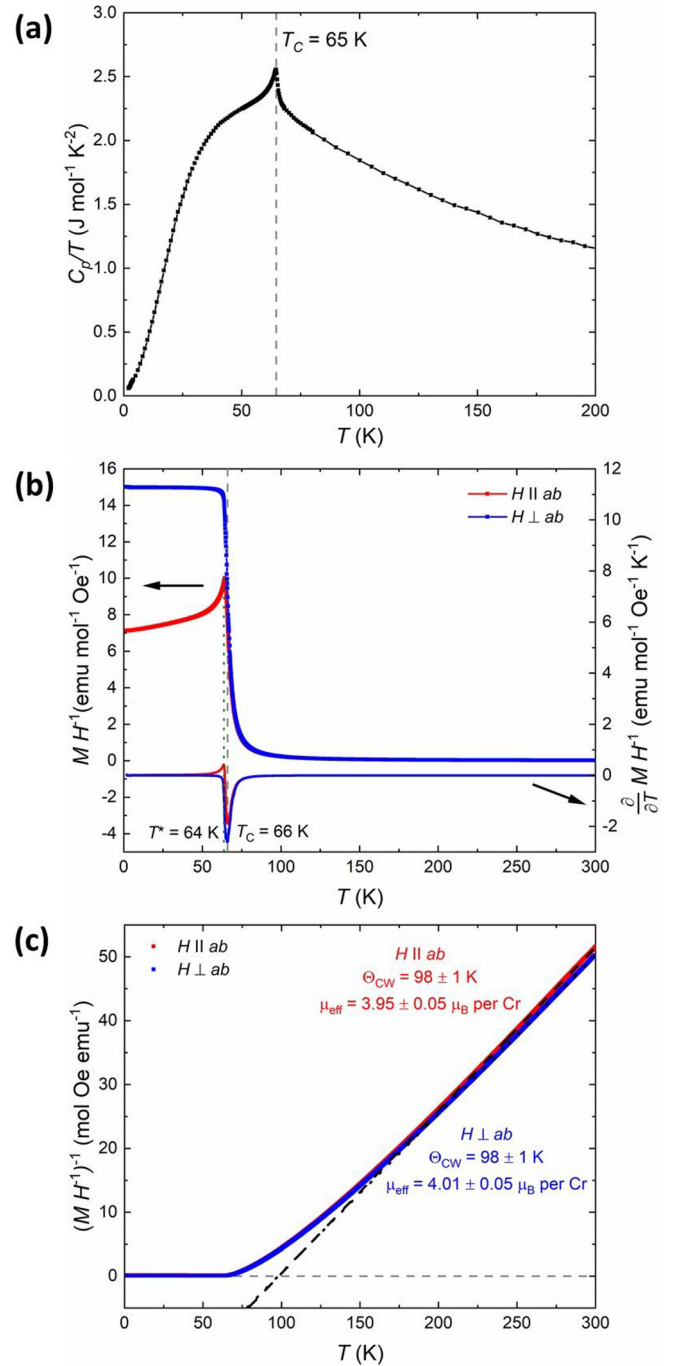 (a)
3.0
2.5
2.0
1.5
1.0
0.5
0.0
C_p/T (J mol⁻¹ K⁻²)
T_C = 65 K
0 50 100 150 200
T (K)
(b)
16
14
12
10
8
6
4
2
0
-2
-4
M H⁻¹(emu mol⁻¹ Oe⁻¹)
H II ab
H ⊥ ab
12
10
8
6
4
2
0
-2
∂/∂T M H⁻¹ (emu mol⁻¹ Oe⁻¹ K⁻¹)
T* = 64 K
T_C = 66 K
0 50 100 150 200 250 300
T (K)
(c)
50
40
30
20
10
0
(M H⁻¹)⁻¹ (mol Oe emu⁻¹)
H II ab
H ⊥ ab
H II ab
Θ_CW = 98 ± 1 K
μ_eff = 3.95 ± 0.05 μ_B per Cr
H ⊥ ab
Θ_CW = 98 ± 1 K
μ_eff = 4.01 ± 0.05 μ_B per Cr
0 50 100 150 200 250 300
T (K)